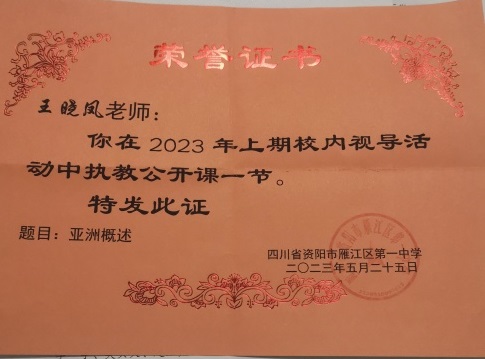 荣誉证书
王晓凤老师：
你在2023年上期校内视导活
动中执教公开课一节。
特发此证
题目：亚洲概述
四川省资阳市雁江区第一中学
二〇二三年五月二十五日